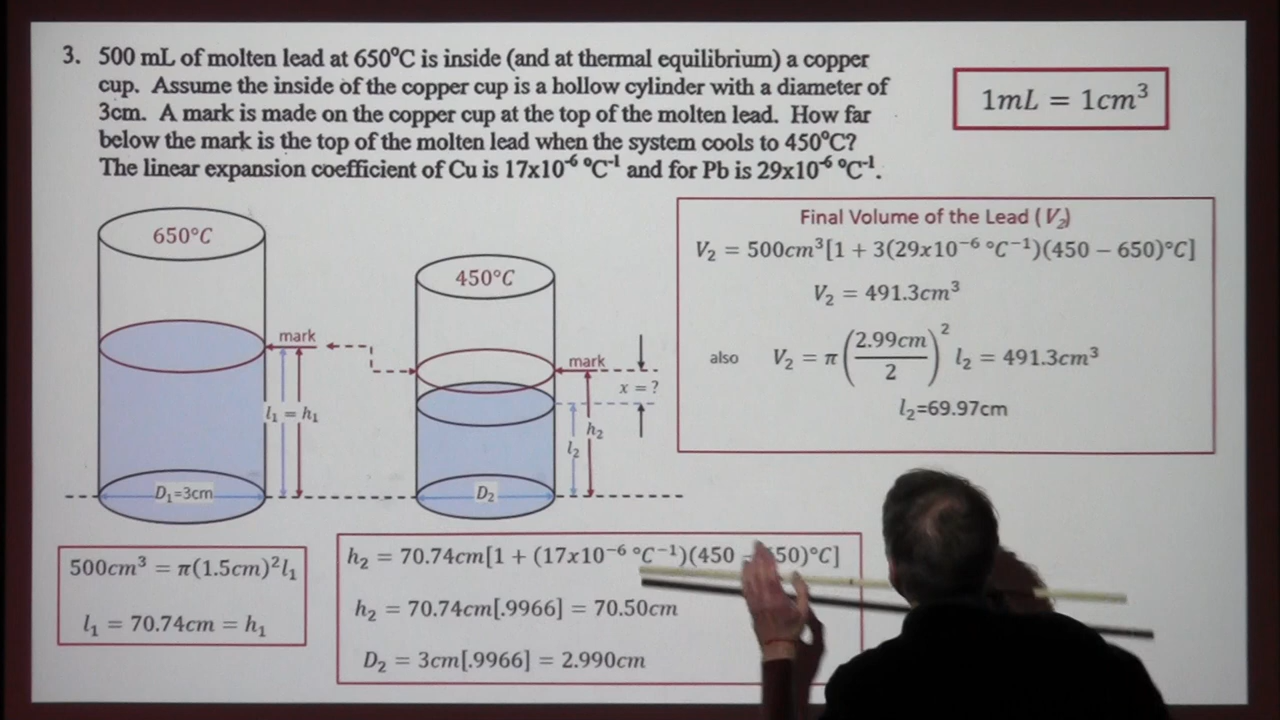 3. 500 mL of molten lead at 650⁰C is inside (and at thermal equilibrium) a copper
cup. Assume the inside of the copper cup is a hollow cylinder with a diameter of
3cm. A mark is made on the copper cup at the top of the molten lead. How far
below the mark is the top of the molten lead when the system cools to 450⁰C?
The linear expansion coefficient of Cu is 17x10⁻⁶ ⁰C⁻¹ and for Pb is 29x10⁻⁶ ⁰C⁻¹.
1mL = 1cm³
650°C
mark
l₁ = h₁
D₁=3cm
450°C
mark
x = ?
h₂
l₂
D₂
Final Volume of the Lead (V₂)
V₂ = 500cm³[1 + 3(29x10⁻⁶ °C⁻¹)(450 − 650)°C]
V₂ = 491.3cm³
also V₂ = π(2.99cm/2)² l₂ = 491.3cm³
l₂=69.97cm
500cm³ = π(1.5cm)²l₁
l₁ = 70.74cm = h₁
h₂ = 70.74cm[1 + (17x10⁻⁶ °C⁻¹)(450 − 650)°C]
h₂ = 70.74cm[.9966] = 70.50cm
D₂ = 3cm[.9966] = 2.990cm